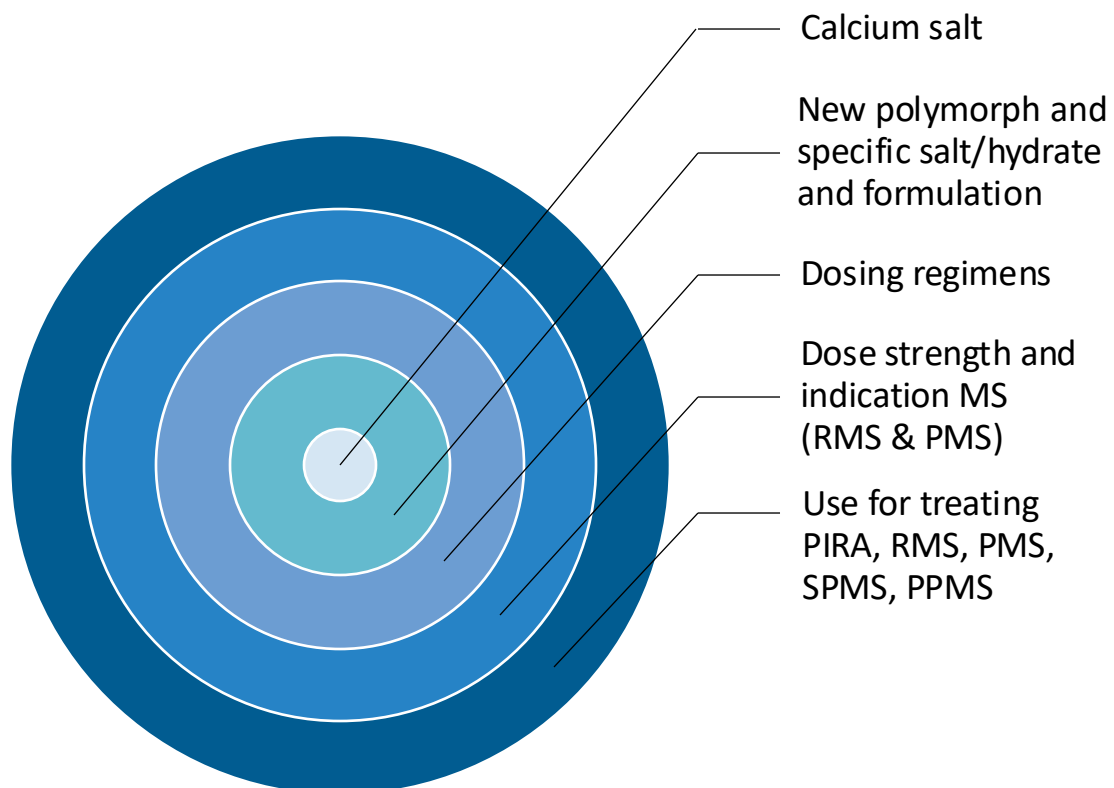 Calcium salt
New polymorph and
specific salt/hydrate
and formulation
Dosing regimens
Dose strength and
indication MS
(RMS & PMS)
Use for treating
PIRA, RMS, PMS,
SPMS, PPMS